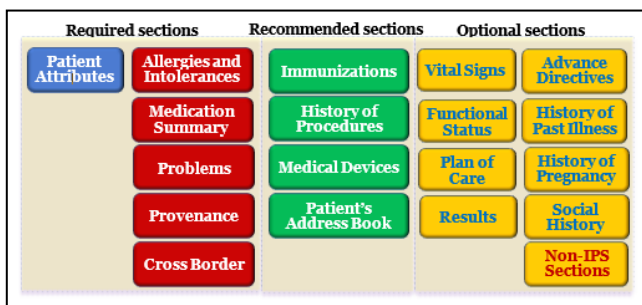 Required sections
Recommended sections
Optional sections
Patient
Attributes
Allergies and
Intolerances
Medication
Summary
Problems
Provenance
Cross Border
Immunizations
History of
Procedures
Medical Devices
Patient's
Address Book
Vital Signs
Functional
Status
Plan of
Care
Results
Advance
Directives
History of
Past Illness
History of
Pregnancy
Social
History
Non-IPS
Sections